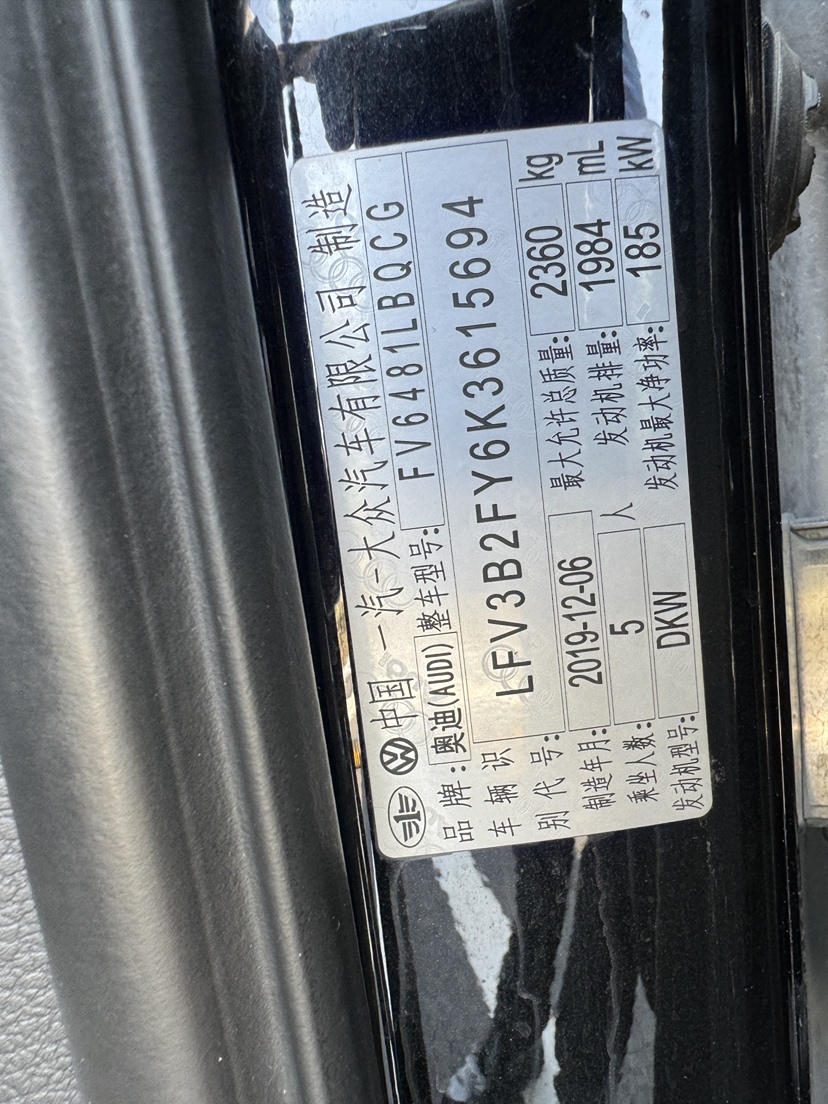 中国 一汽-大众汽车有限公司 制造
品牌: 奥迪(AUDI) 整车型号: FV6481LBQCG
车辆识别代号: LFV3B2FY6K3615694
制造年月: 2019-12-06 最大允许总质量: 2360 kg
乘坐人数: 5 人 发动机排量: 1984 mL
发动机型号: DKW 发动机最大净功率: 185 kW